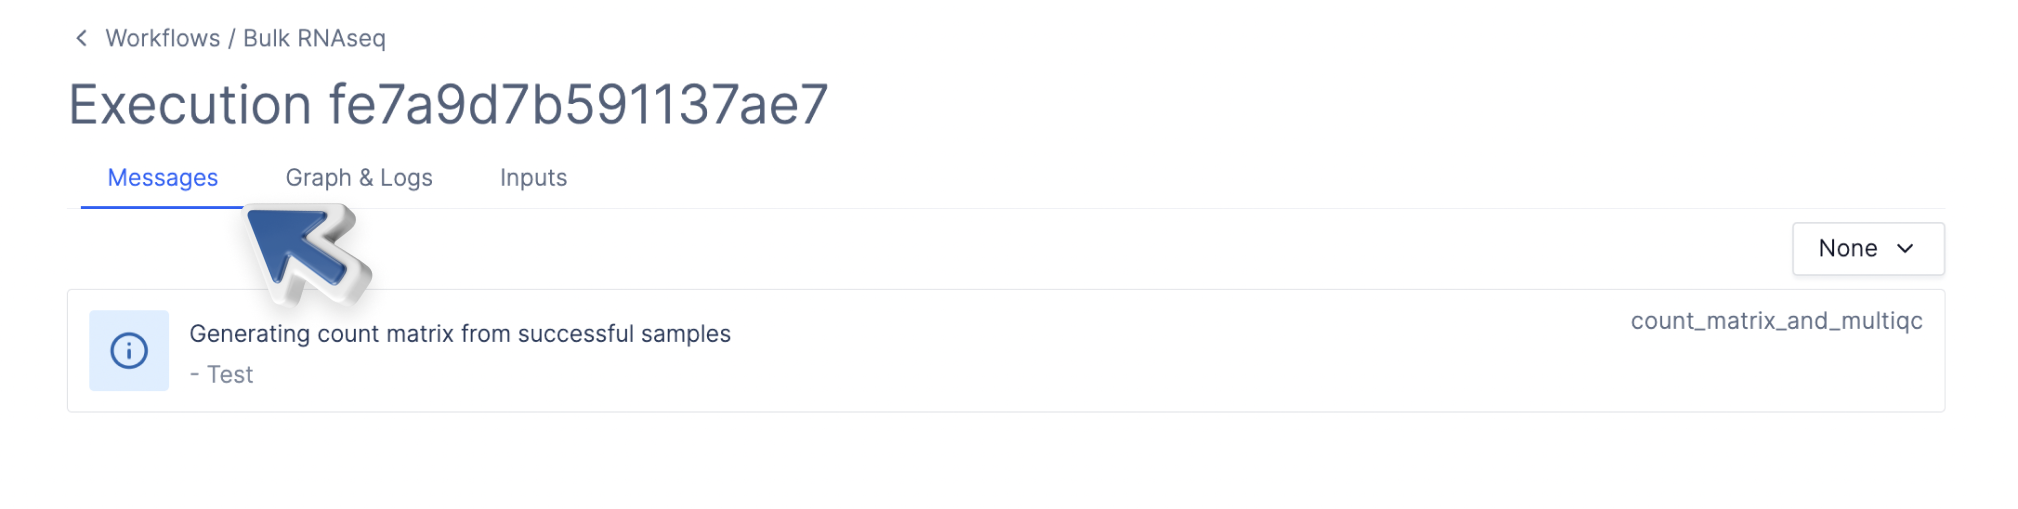 Workflows / Bulk RNAseq
Execution fe7a9d7b591137ae7
Messages Graph & Logs Inputs
None
Generating count matrix from successful samples
count_matrix_and_multiqc
- Test